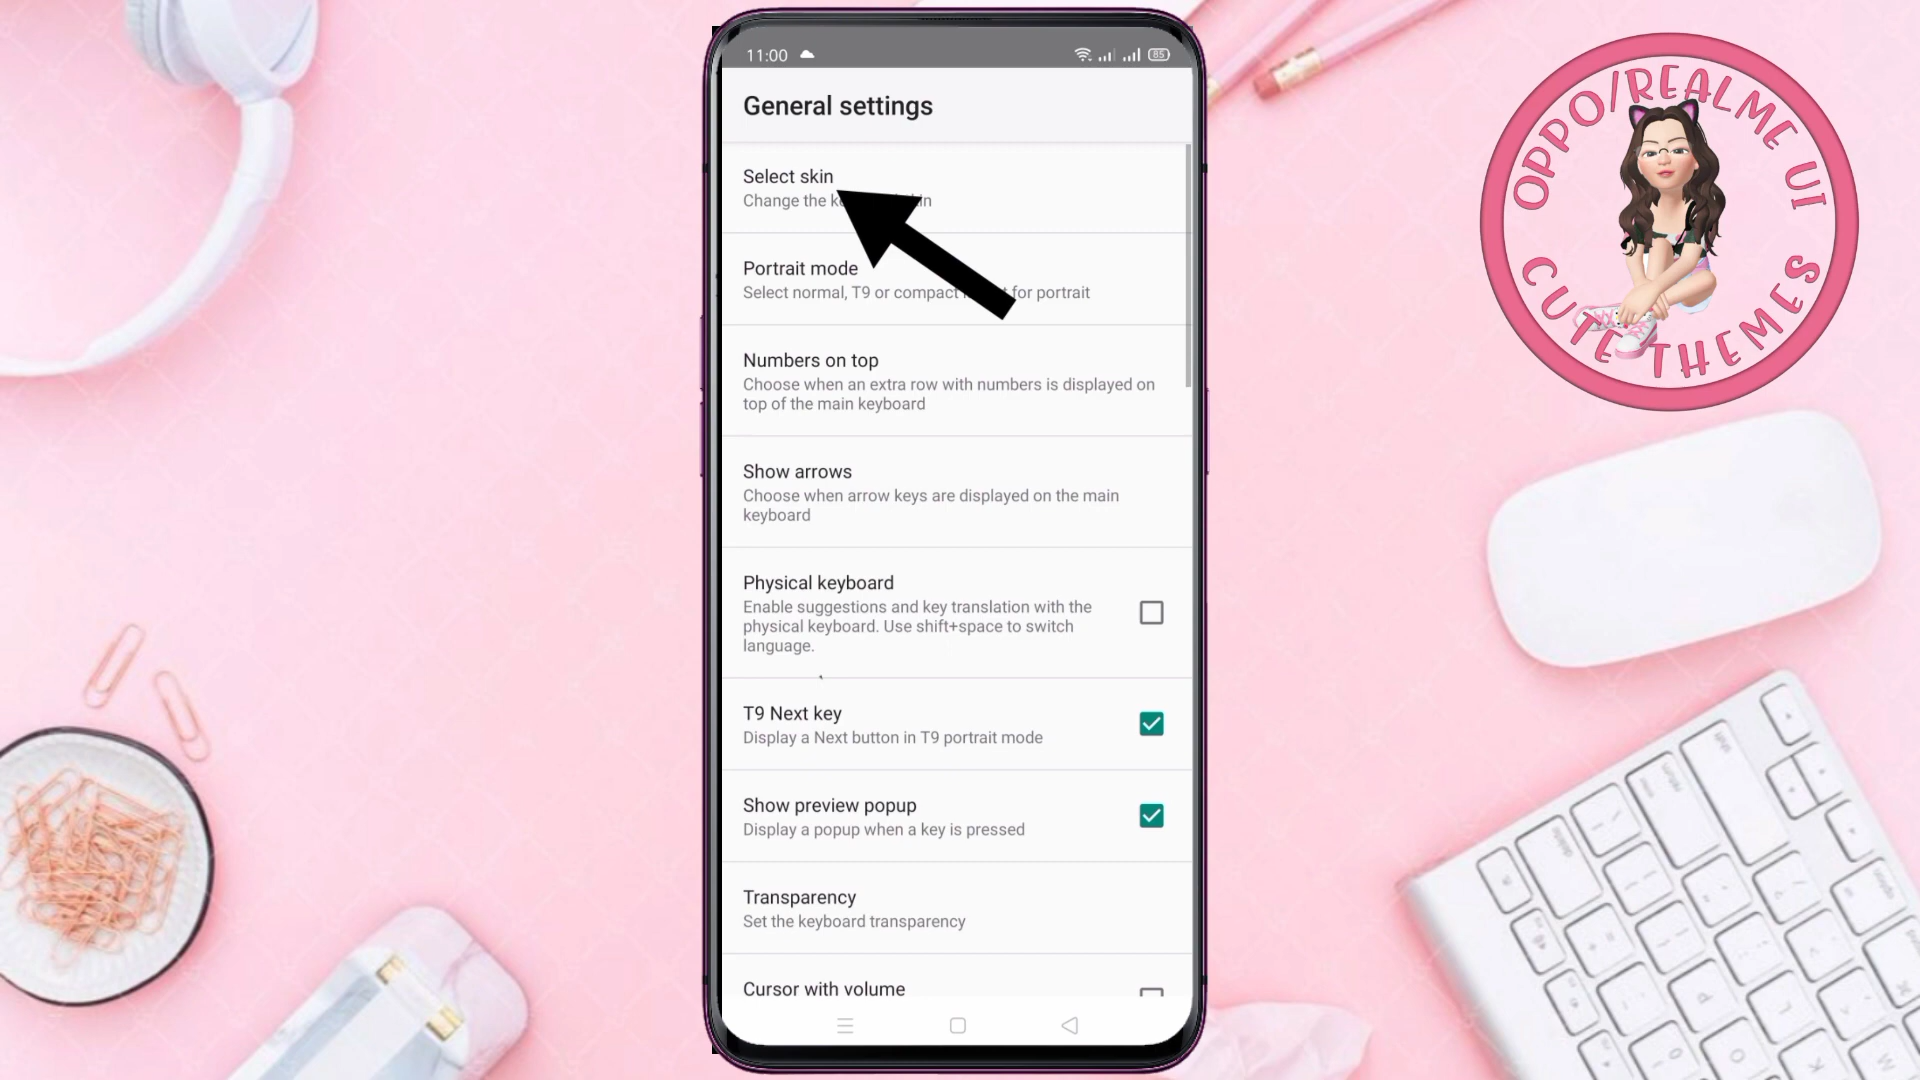 11:00
85
General settings
Select skin
Change the
Portrait mode
Select normal, T9 or compact for portrait
Numbers on top
Choose when an extra row with numbers is displayed on
top of the main keyboard
Show arrows
Choose when arrow keys are displayed on the main
keyboard
Physical keyboard
Enable suggestions and key translation with the
physical keyboard. Use shift+space to switch
language.
T9 Next key
Display a Next button in T9 portrait mode
Show preview popup
Display a popup when a key is pressed
Transparency
Set the keyboard transparency
Cursor with volume
OPPO/REALME UI
CUTE THEMES